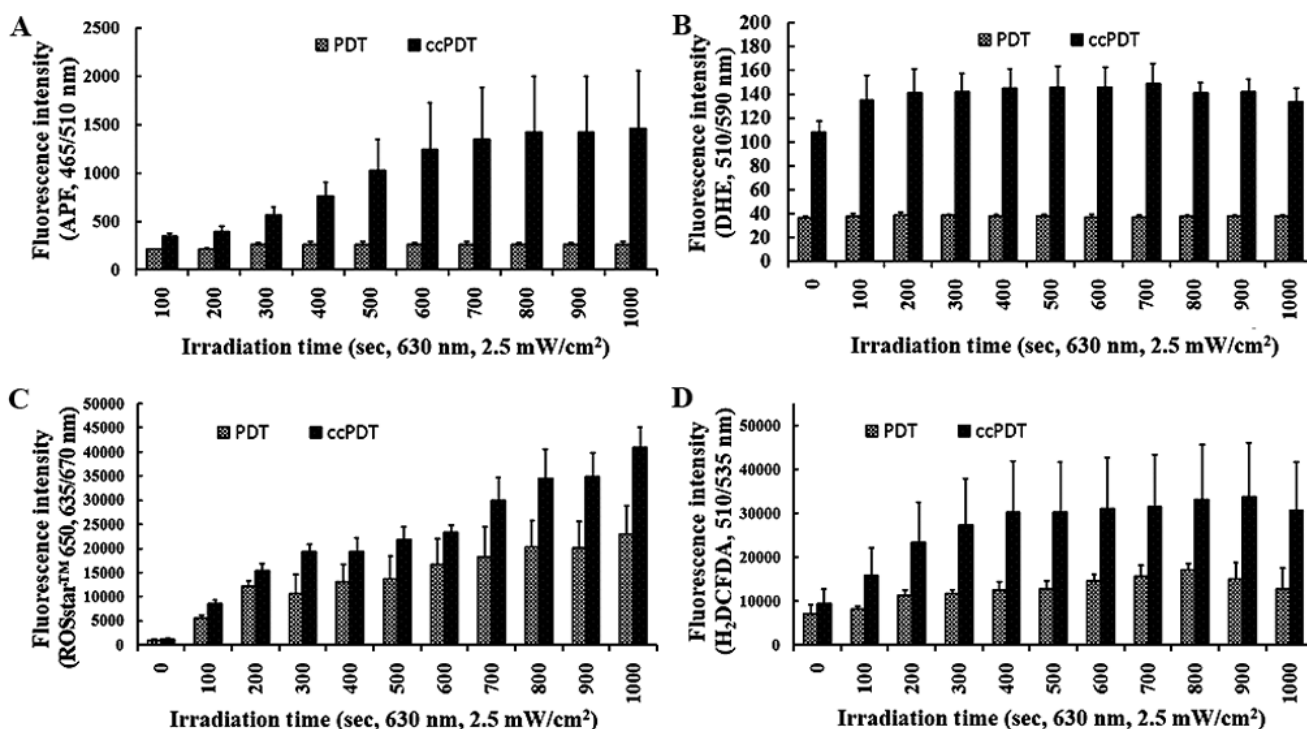 A
Fluorescence intensity
(APF, 465/510 nm)
2500
2000
1500
1000
500
0
PDT ccPDT
100 200 300 400 500 600 700 800 900 1000
Irradiation time (sec, 630 nm, 2.5 mW/cm²)
B
Fluorescence intensity
(DHE, 510/590 nm)
200
180
160
140
120
100
80
60
40
20
0
PDT ccPDT
0 100 200 300 400 500 600 700 800 900 1000
Irradiation time (sec, 630 nm, 2.5 mW/cm²)
C
Fluorescence intensity
(ROSstar™ 650, 635/670 nm)
50000
45000
40000
35000
30000
25000
20000
15000
10000
5000
0
PDT ccPDT
0 100 200 300 400 500 600 700 800 900 1000
Irradiation time (sec, 630 nm, 2.5 mW/cm²)
D
Fluorescence intensity
(H₂DCFDA, 510/535 nm)
50000
40000
30000
20000
10000
0
PDT ccPDT
0 100 200 300 400 500 600 700 800 900 1000
Irradiation time (sec, 630 nm, 2.5 mW/cm²)